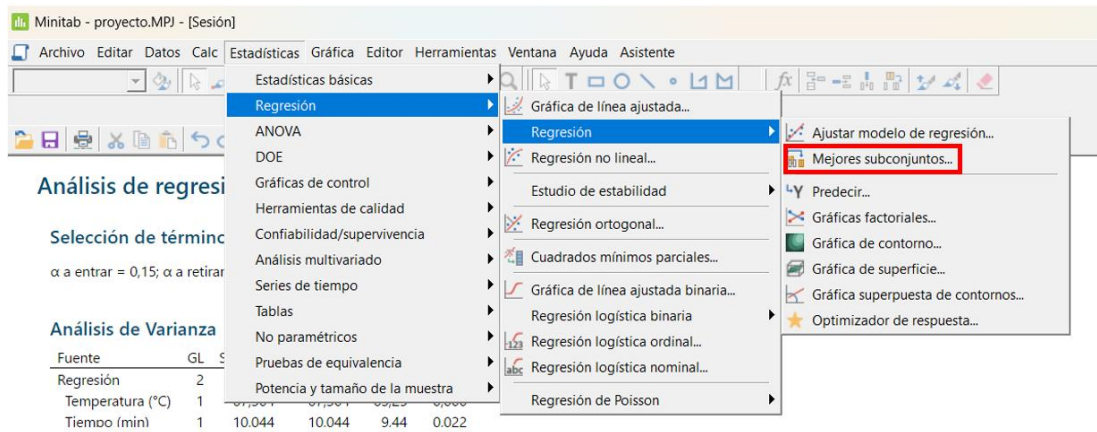 Minitab - proyecto.MPJ - [Sesión]
Archivo Editar Datos Calc Estadísticas Gráfica Editor Herramientas Ventana Ayuda Asistente
Estadísticas básicas
Regresión
ANOVA
DOE
Gráficas de control
Herramientas de calidad
Confiabilidad/supervivencia
Análisis multivariado
Series de tiempo
Tablas
No paramétricos
Pruebas de equivalencia
Potencia y tamaño de la muestra
Gráfica de línea ajustada...
Regresión
Regresión no lineal...
Estudio de estabilidad
Regresión ortogonal...
Cuadrados mínimos parciales...
Gráfica de línea ajustada binaria...
Regresión logística binaria
Regresión logística ordinal...
Regresión logística nominal...
Regresión de Poisson
Ajustar modelo de regresión...
Mejores subconjuntos...
Predecir...
Gráficas factoriales...
Gráfica de contorno...
Gráfica de superficie...
Gráfica superpuesta de contornos...
Optimizador de respuesta...
Análisis de regresi
Selección de término
α a entrar = 0,15; α a retirar
Análisis de Varianza
Fuente GL S
Regresión 2
Temperatura (°C) 1
Tiempo (min) 1 10.044 10.044 9.44 0.022